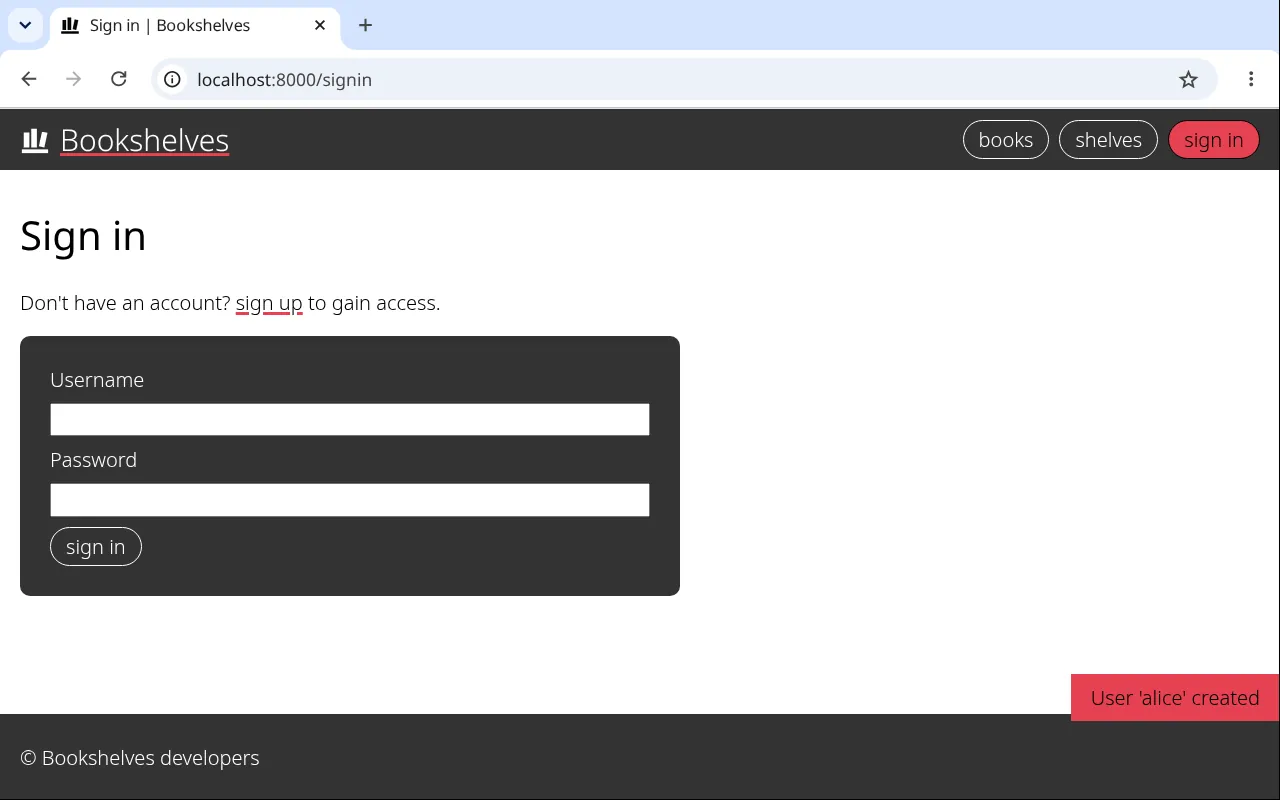 Sign in | Bookshelves
localhost:8000/signin
Bookshelves
books
shelves
sign in
Sign in
Don't have an account? sign up to gain access.
Username
Password
sign in
User 'alice' created
© Bookshelves developers